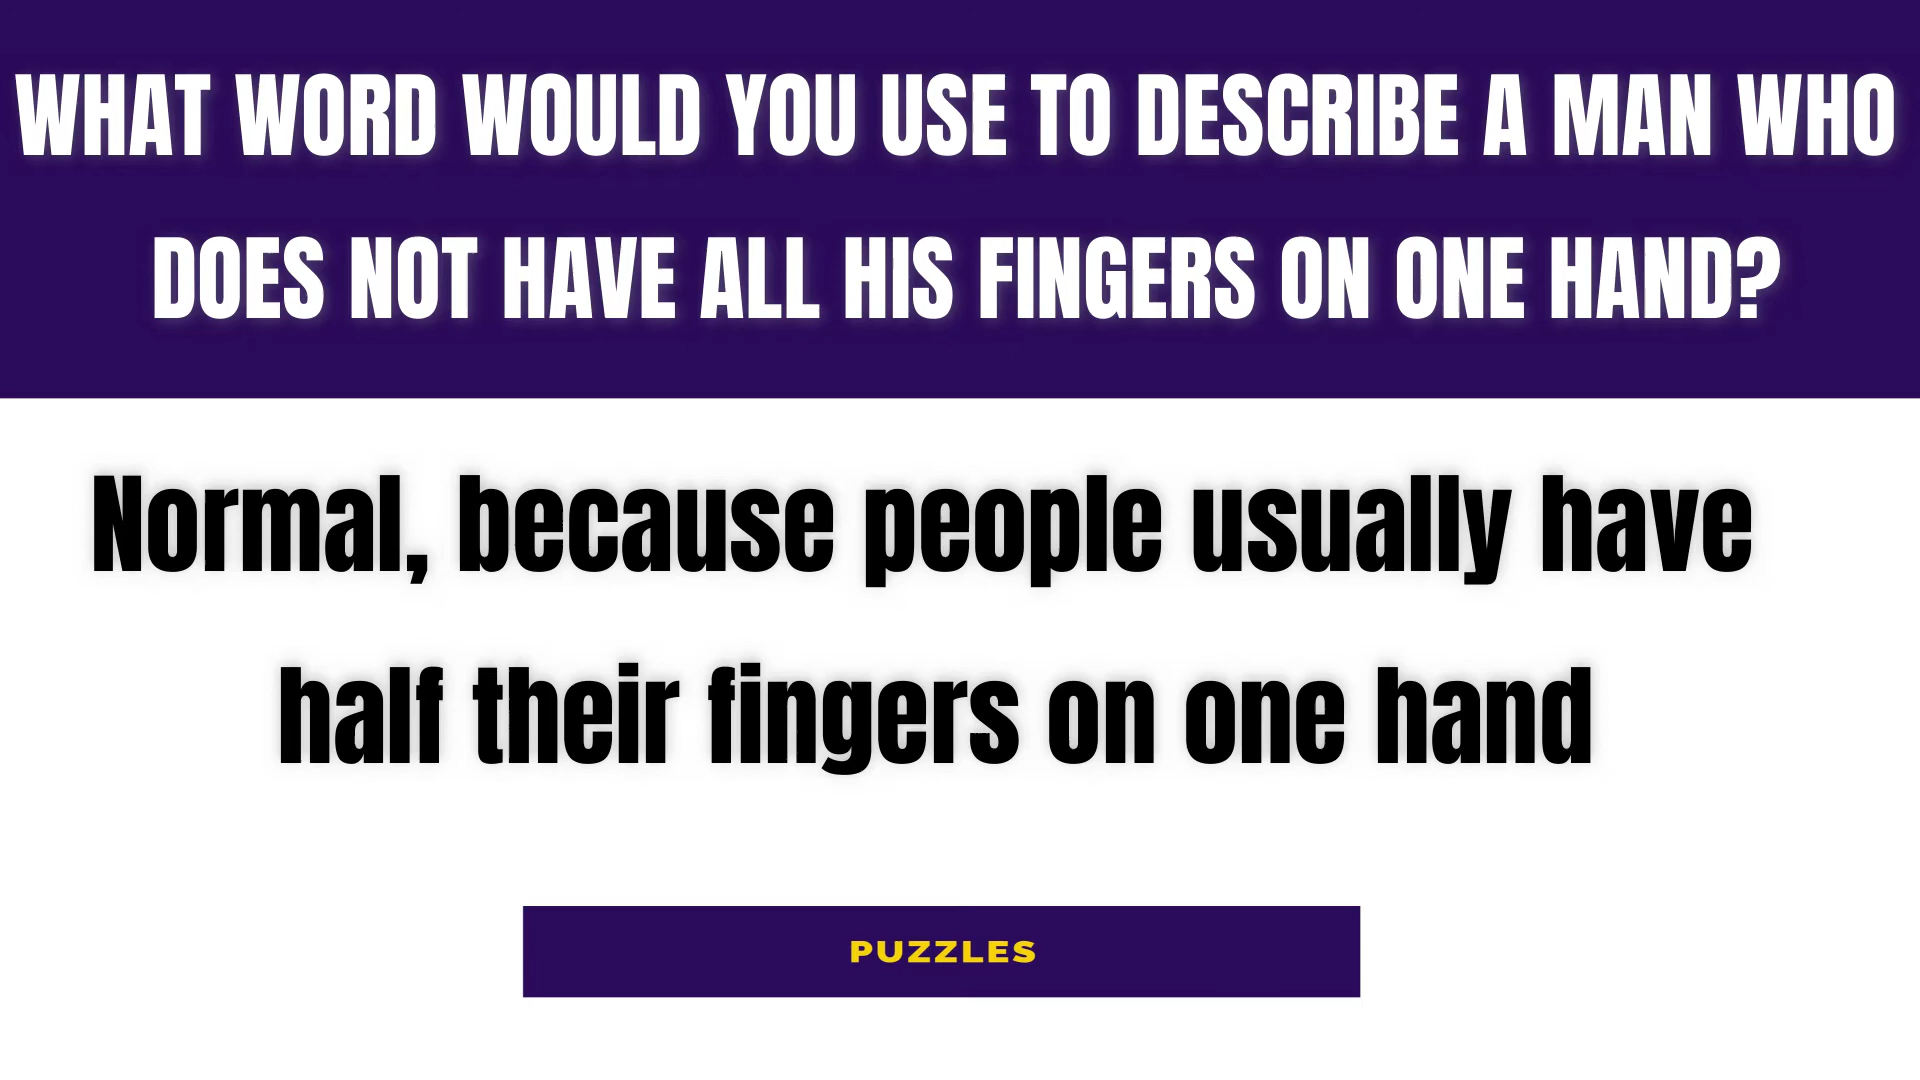 WHAT WORD WOULD YOU USE TO DESCRIBE A MAN WHO
DOES NOT HAVE ALL HIS FINGERS ON ONE HAND?
Normal, because people usually have
half their fingers on one hand
PUZZLES